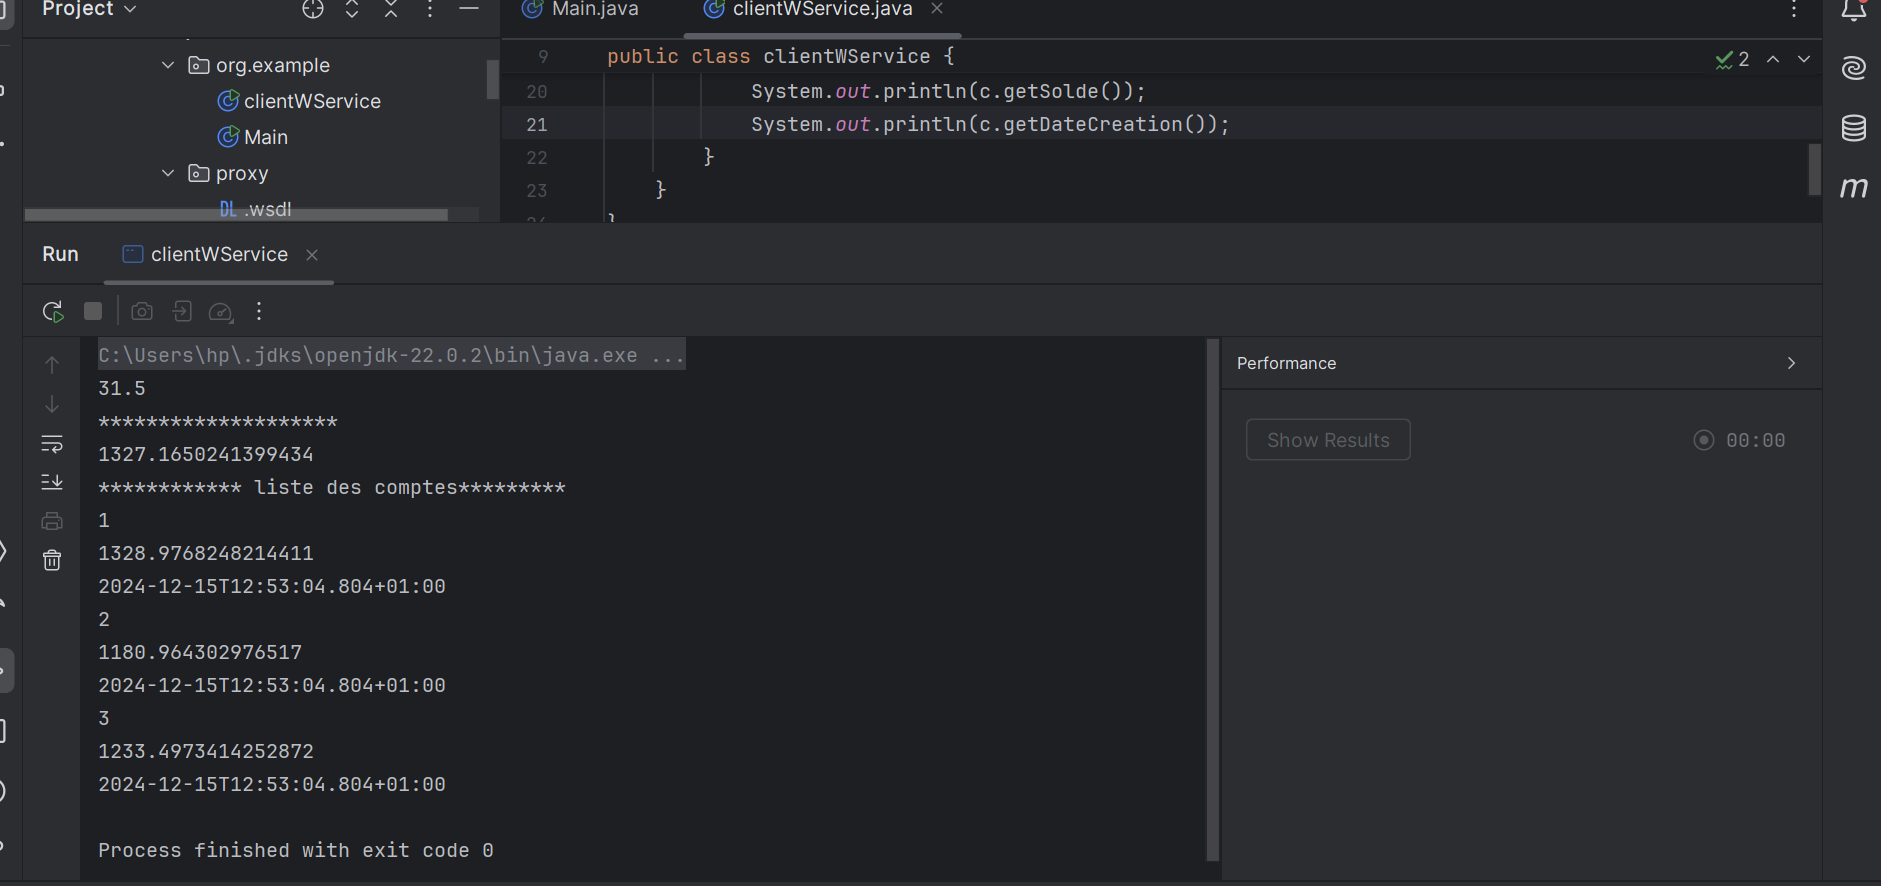 Project
Main.java
clientWService.java
org.example
clientWService
Main
proxy
DL .wsdl
9 public class clientWService {
2
20 System.out.println(c.getSolde());
21 System.out.println(c.getDateCreation());
22 }
23 }
}
m
Run
clientWService
C:\Users\hp\.jdks\openjdk-22.0.2\bin\java.exe ...
31.5
********************
1327.1650241399434
************ liste des comptes*********
1
1328.9768248214411
2024-12-15T12:53:04.804+01:00
2
1180.964302976517
2024-12-15T12:53:04.804+01:00
3
1233.4973414252872
2024-12-15T12:53:04.804+01:00
Process finished with exit code 0
Performance
Show Results
00:00